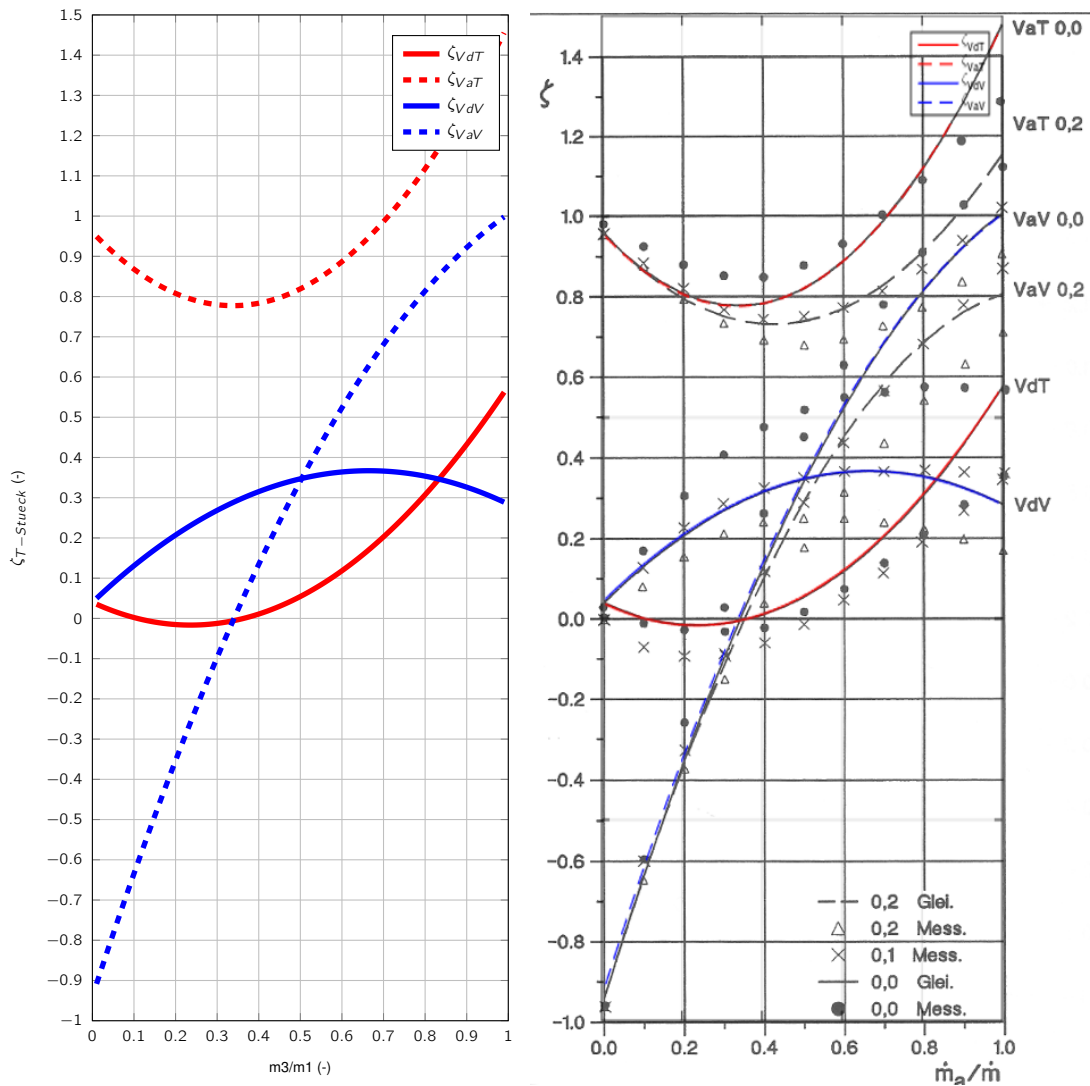 1.5
1.4
1.3
1.2
1.1
1
0.9
0.8
0.7
0.6
0.5
0.4
0.3
0.2
0.1
0
−0.1
−0.2
−0.3
−0.4
−0.5
−0.6
−0.7
−0.8
−0.9
−1
0 0.1 0.2 0.3 0.4 0.5 0.6 0.7 0.8 0.9 1
m3/m1 (-)
ζT−Stueck (-)
ζVdT
ζVaT
ζVdV
ζVaV
ζ
1.4
1.2
1.0
0.8
0.6
0.4
0.2
0.0
−0.2
−0.4
−0.6
−0.8
−1.0
0.0 0.2 0.4 0.6 0.8 1.0
ṁa/ṁ
ζVdT
ζVaT
ζVdV
ζVaV
VaT 0,0
VaT 0,2
VaV 0,0
VaV 0,2
VdT
VdV
0,2 Glei.
0,2 Mess.
0,1 Mess.
0,0 Glei.
0,0 Mess.